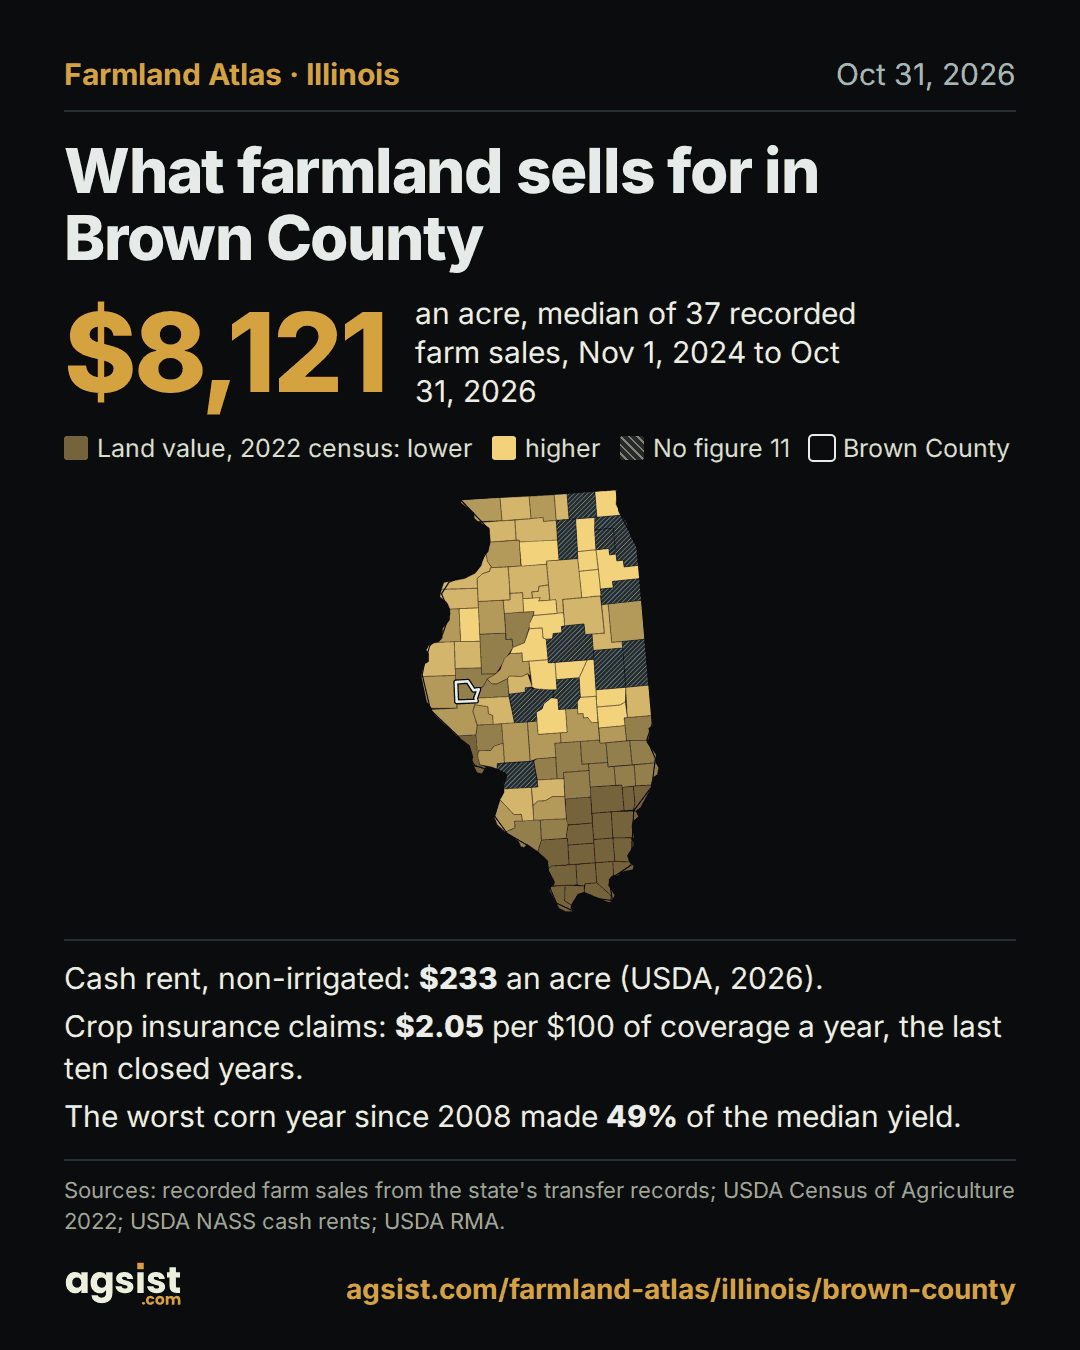 Farmland Atlas · Illinois
Oct 31, 2026
What farmland sells for in
Brown County
$8,121
an acre, median of 37 recorded
farm sales, Nov 1, 2024 to Oct
31, 2026
Land value, 2022 census: lower
higher
No figure 11
Brown County
Cash rent, non-irrigated: $233 an acre (USDA, 2026).
Crop insurance claims: $2.05 per $100 of coverage a year, the last
ten closed years.
The worst corn year since 2008 made 49% of the median yield.
Sources: recorded farm sales from the state's transfer records; USDA Census of Agriculture
2022; USDA NASS cash rents; USDA RMA.
agsist
.com
agsist.com/farmland-atlas/illinois/brown-county